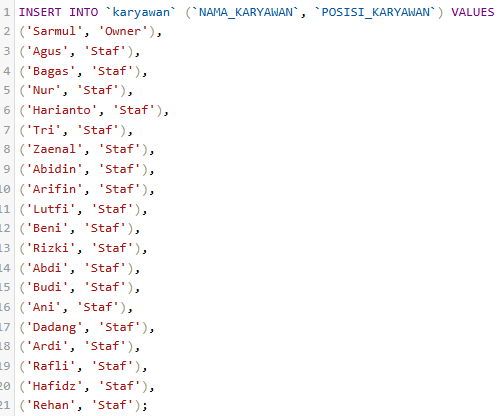 1 INSERT INTO `karyawan` (`NAMA_KARYAWAN`, `POSISI_KARYAWAN`) VALUES
2 ('Sarmul', 'Owner'),
3 ('Agus', 'Staf'),
4 ('Bagas', 'Staf'),
5 ('Nur', 'Staf'),
6 ('Harianto', 'Staf'),
7 ('Tri', 'Staf'),
8 ('Zaenal', 'Staf'),
9 ('Abidin', 'Staf'),
10 ('Arifin', 'Staf'),
11 ('Lutfi', 'Staf'),
12 ('Beni', 'Staf'),
13 ('Rizki', 'Staf'),
14 ('Abdi', 'Staf'),
15 ('Budi', 'Staf'),
16 ('Ani', 'Staf'),
17 ('Dadang', 'Staf'),
18 ('Ardi', 'Staf'),
19 ('Rafli', 'Staf'),
20 ('Hafidz', 'Staf'),
21 ('Rehan', 'Staf');